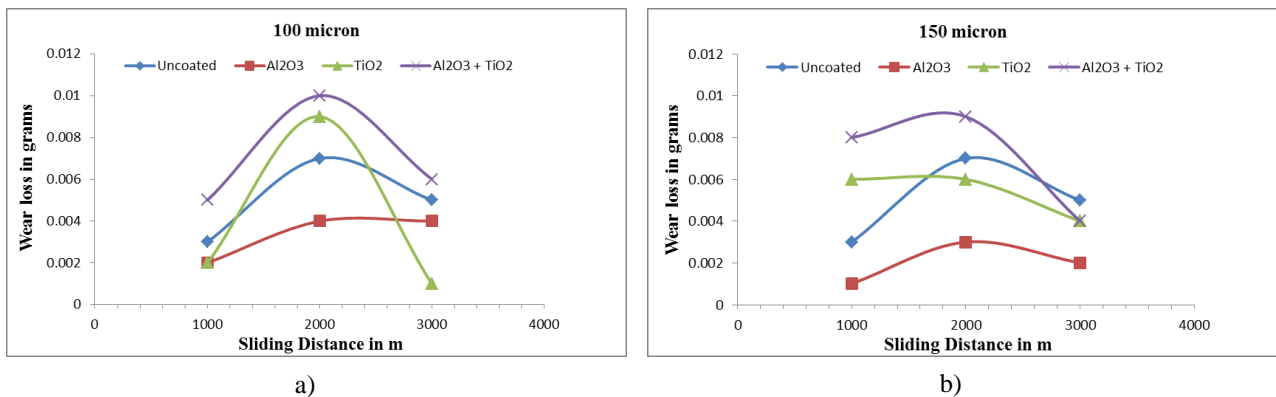 100 micron
0.012
0.01
0.008
0.006
0.004
0.002
0
Wear loss in grams
Uncoated
Al2O3
TiO2
Al2O3 + TiO2
0
1000
2000
3000
4000
Sliding Distance in m
a)
150 micron
0.012
0.01
0.008
0.006
0.004
0.002
0
Wear loss in grams
Uncoated
Al2O3
TiO2
Al2O3 + TiO2
0
1000
2000
3000
4000
Sliding Distance in m
b)